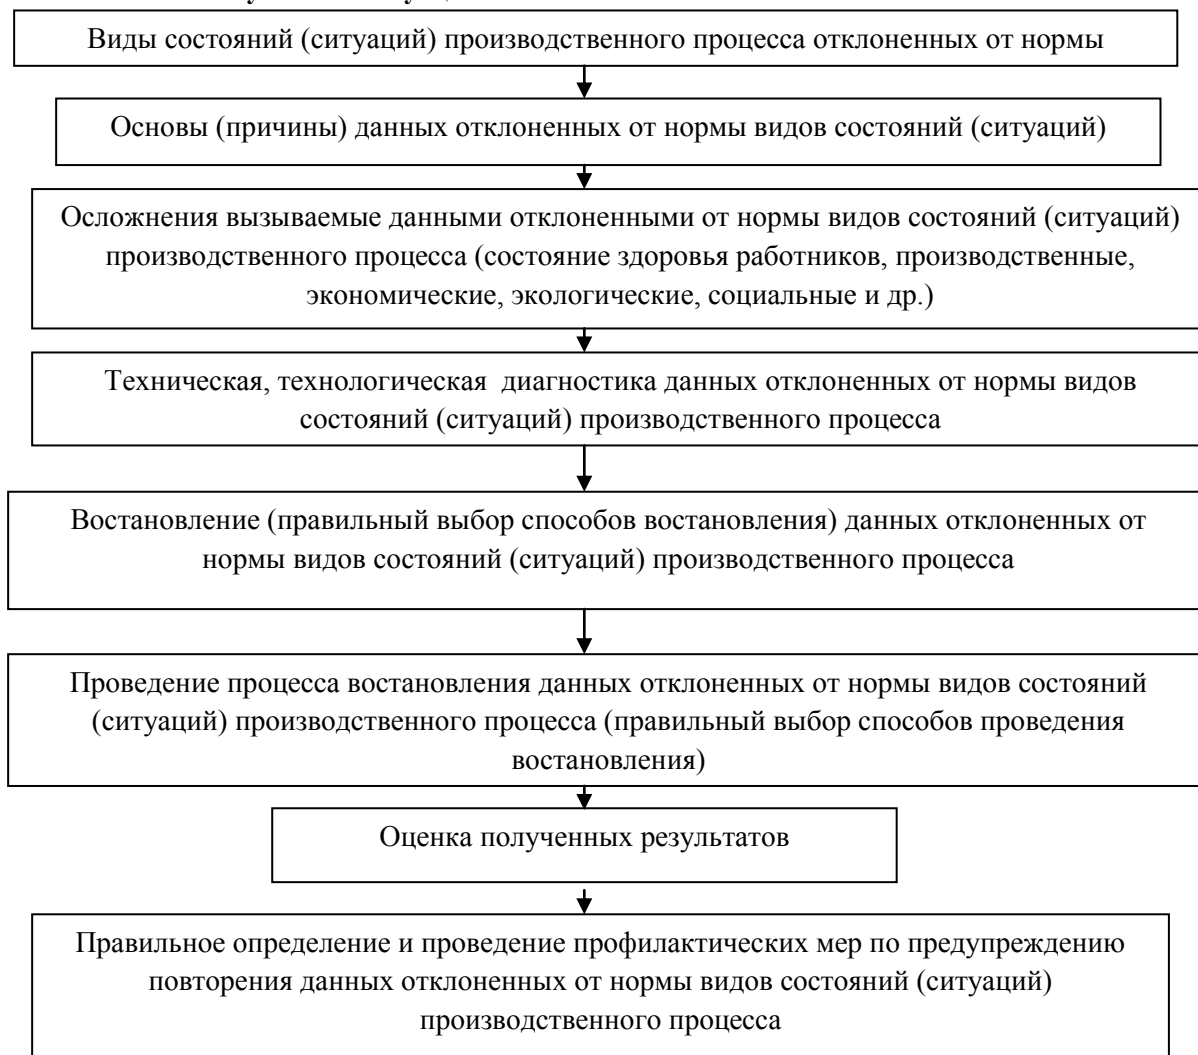 Виды состояний (ситуаций) производственного процесса отклоненных от нормы
Основы (причины) данных отклоненных от нормы видов состояний (ситуаций)
Осложнения вызываемые данными отклоненными от нормы видов состояний (ситуаций)
производственного процесса (состояние здоровья работников, производственные,
экономические, экологические, социальные и др.)
Техническая, технологическая диагностика данных отклоненных от нормы видов
состояний (ситуаций) производственного процесса
Востановление (правильный выбор способов востановления) данных отклоненных от
нормы видов состояний (ситуаций) производственного процесса
Проведение процесса востановления данных отклоненных от нормы видов состояний
(ситуаций) производственного процесса (правильный выбор способов проведения
востановления)
Оценка полученных результатов
Правильное определение и проведение профилактических мер по предупреждению
повторения данных отклоненных от нормы видов состояний (ситуаций)
производственного процесса